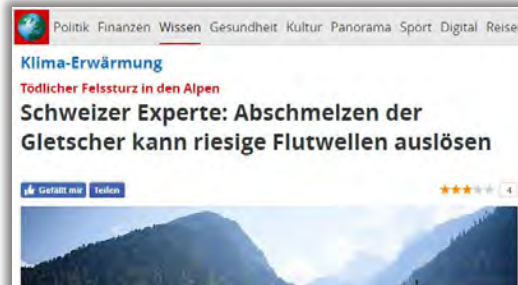 Politik Finanzen Wissen Gesundheit Kultur Panorama Sport Digital Reise
Klima-Erwärmung
Tödlicher Felssturz in den Alpen
Schweizer Experte: Abschmelzen der
Gletscher kann riesige Flutwellen auslösen
Gefällt mir Teilen 4